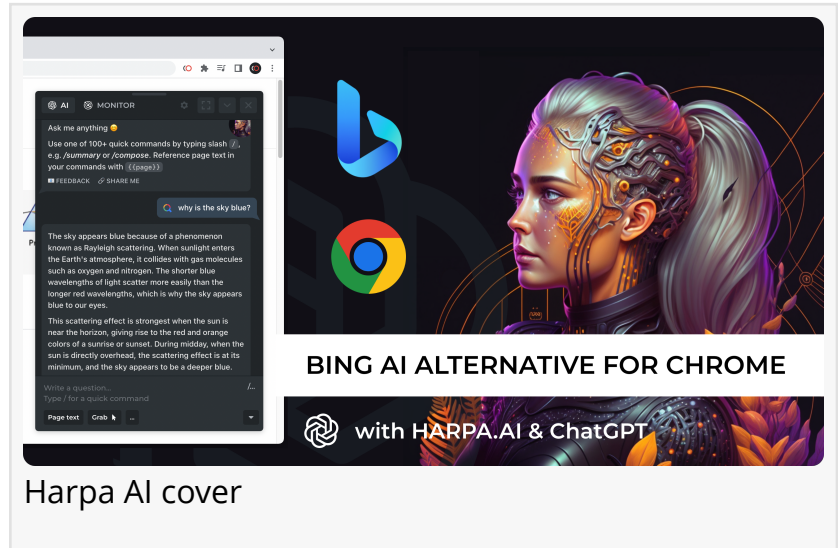 AI MONITOR
Ask me anything 😊
Use one of 100+ quick commands by typing slash / ,
e.g. /summary or /compose. Reference page text in
your commands with {{page}}
FEEDBACK SHARE ME
why is the sky blue?
The sky appears blue because of a phenomenon
known as Rayleigh scattering. When sunlight enters
the Earth's atmosphere, it collides with gas molecules
such as oxygen and nitrogen. The shorter blue
wavelengths of light scatter more easily than the
longer red wavelengths, which is why the sky appears
blue to our eyes.
This scattering effect is strongest when the sun is
near the horizon, giving rise to the red and orange
colors of a sunrise or sunset. During midday, when the
sun is directly overhead, the scattering effect is at its
minimum, and the sky appears to be a deeper blue.
Write a question... /...
Type / for a quick command
Page text Grab ...
BING AI ALTERNATIVE FOR CHROME
with HARPA.AI & ChatGPT
Harpa AI cover